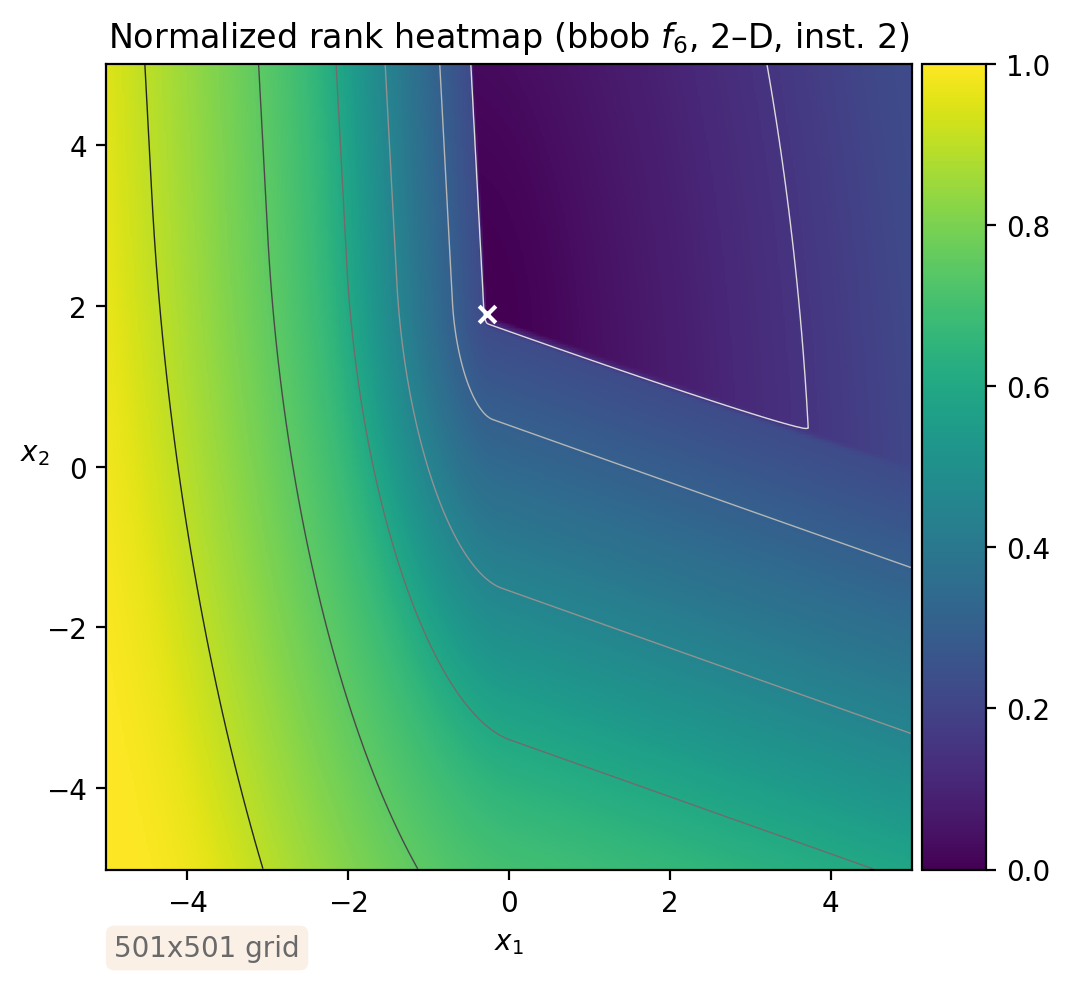 Normalized rank heatmap (bbob f₆, 2–D, inst. 2)
1.0
0.8
0.6
0.4
0.2
0.0
4
2
0
−2
−4
x₂
−4 −2 0 2 4
x₁
501x501 grid